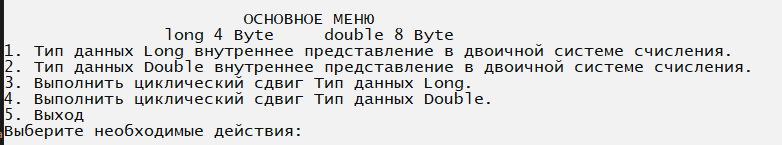 ОСНОВНОЕ МЕНЮ
long 4 Byte double 8 Byte
1. Тип данных Long внутреннее представление в двоичной системе счисления.
2. Тип данных Double внутреннее представление в двоичной системе счисления.
3. Выполнить циклический сдвиг Тип данных Long.
4. Выполнить циклический сдвиг Тип данных Double.
5. Выход
Выберите необходимые действия: